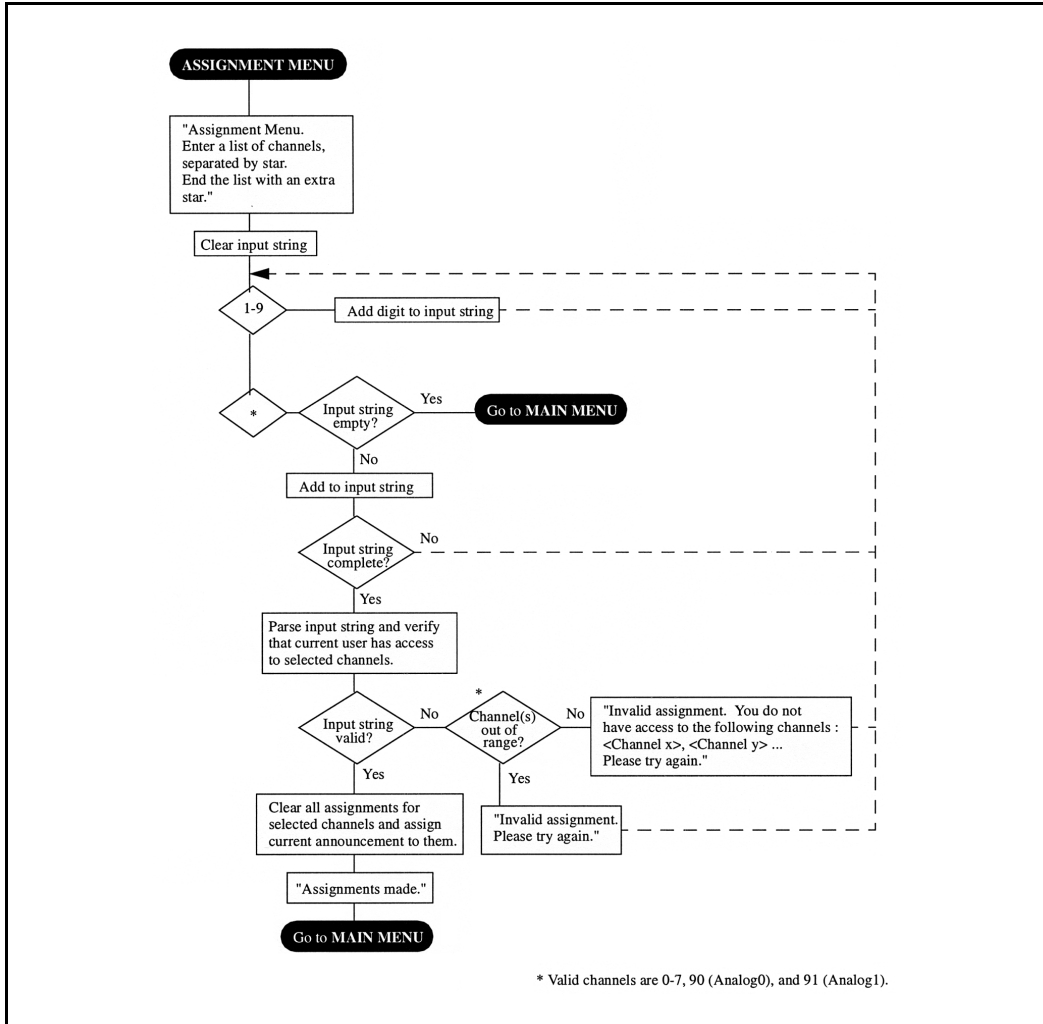 ASSIGNMENT MENU
"Assignment Menu.
Enter a list of channels,
separated by star.
End the list with an extra
star."
Clear input string
1-9
Add digit to input string
*
Input string
empty?
Yes
Go to MAIN MENU
No
Add to input string
Input string
complete?
No
Yes
Parse input string and verify
that current user has access
to selected channels.
Input string
valid?
No
*
Channel(s)
out of
range?
No
"Invalid assignment.  You do not
have access to the following channels :
<Channel x>, <Channel y> ...
Please try again."
Yes
Yes
Clear all assignments for
selected channels and assign
current announcement to them.
"Invalid assignment.
Please try again."
"Assignments made."
Go to MAIN MENU
* Valid channels are 0-7, 90 (Analog0), and 91 (Analog1).